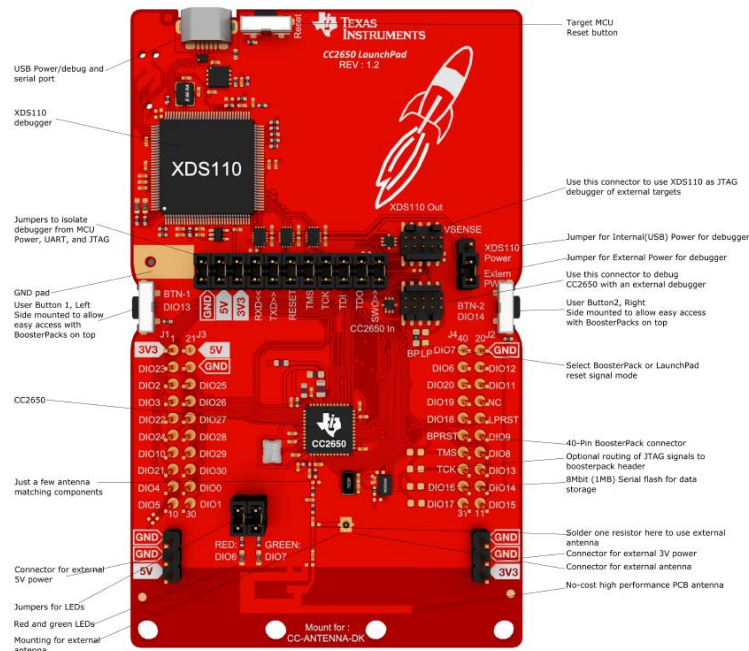 Target MCU
Reset button
Reset
TEXAS
INSTRUMENTS
CC2650 LaunchPad
REV : 1.2
USB Power/debug and
serial port
XDS110
debugger
XDS110
Use this connector to use XDS110 as JTAG
debugger of external targets
XDS110 Out
VSENSE
Jumpers to isolate
debugger from MCU
Power, UART, and JTAG
XDS110
Power
Jumper for Internal(USB) Power for debugger
Extern
PWR
Jumper for External Power for debugger
GND pad
Use this connector to debug
CC2650 with an external debugger
User Button 1, Left
Side mounted to allow
easy access with
BoosterPacks on top
BTN-1
DIO13
GND
5V
3V3
RXD<<
TXD>>
RESET
TMS
TCK
TDI
TDO
SWO>>
CC2650 In
BTN-2
DIO14
User Button2, Right
Side mounted to allow easy access
with BoosterPacks on top
BP LP
J1 1 21 J3
J4 40 20 J2
3V3 5V
DIO7 GND
DIO23 GND
DIO6 DIO12
DIO2 DIO25
DIO20 DIO11
DIO3 DIO26
DIO19 NC
DIO22 DIO27
DIO18 LPRST
DIO24 DIO28
BPRST DIO9
DIO10 DIO29
TMS DIO8
DIO21 DIO30
TCK DIO13
DIO4 DIO0
DIO16 DIO14
DIO5 DIO1
DIO17 DIO15
10 30
31 11
Select BoosterPack or LaunchPad
reset signal mode
CC2650
CC2650
40-Pin BoosterPack connector
Optional routing of JTAG signals to
boosterpack header
8Mbit (1MB) Serial flash for data
storage
Just a few antenna
matching components
GND
GND
5V
RED:
DIO6
GREEN:
DIO7
GND
GND
3V3
Solder one resistor here to use external
antenna
Connector for external 3V power
Connector for external antenna
No-cost high performance PCB antenna
Connector for external
5V power
Jumpers for LEDs
Red and green LEDs
Mounting for external
antenna
Mount for :
CC-ANTENNA-DK